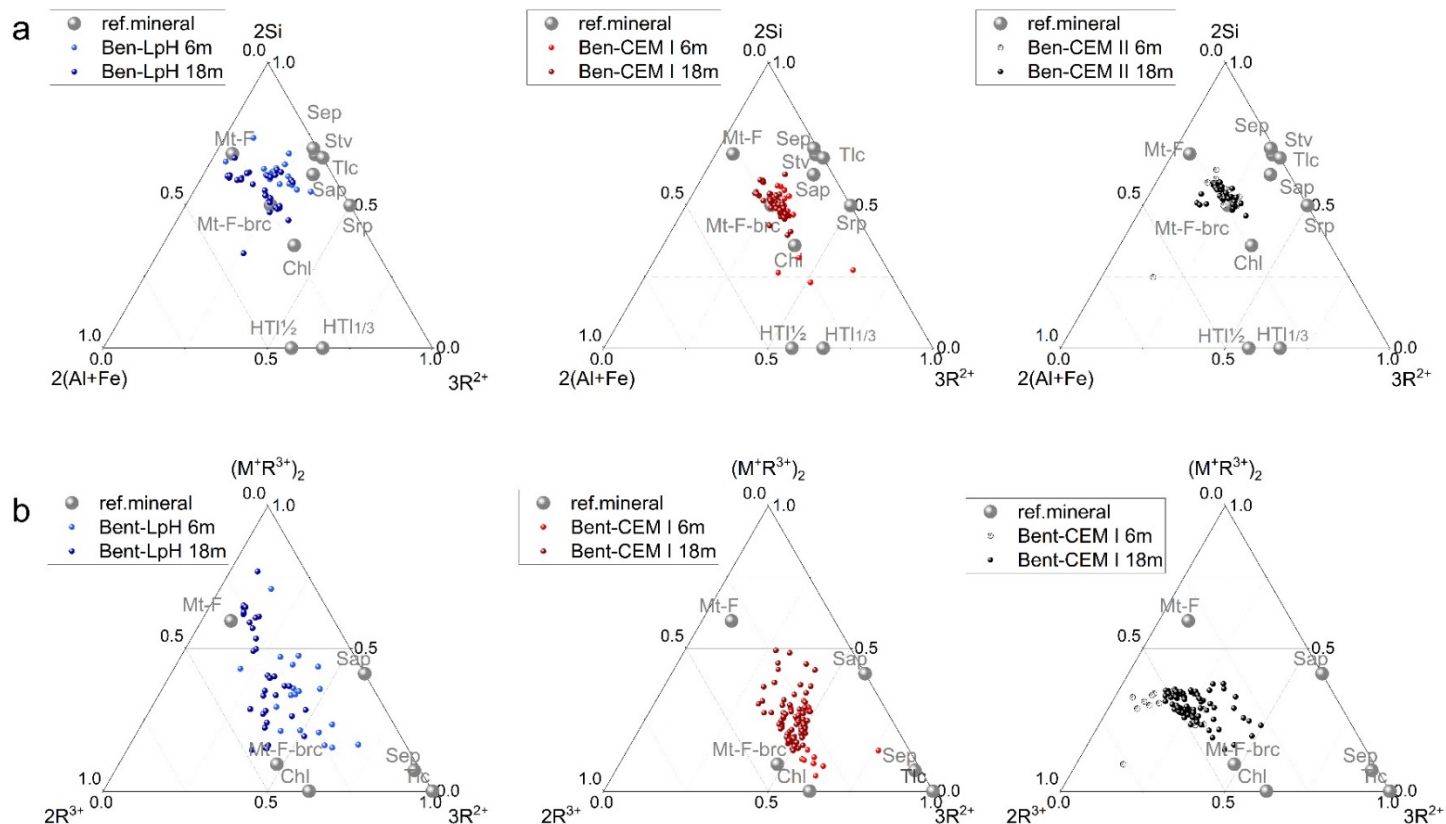 a
ref.mineral
Ben-LpH 6m
Ben-LpH 18m
2Si
0.0
1.0
Sep
Mt-F
Stv
Tlc
Sap
0.5
0.5
Mt-F-brc
Srp
Chl
1.0
HTl½
HTl1/3
0.0
0.0
0.5
1.0
2(Al+Fe)
3R²⁺
ref.mineral
Ben-CEM I 6m
Ben-CEM I 18m
2Si
0.0
1.0
Mt-F
Sep
Stv
Tlc
Sap
0.5
0.5
Mt-F-brc
Srp
Chl
1.0
HTl½
HTl1/3
0.0
0.0
0.5
1.0
2(Al+Fe)
3R²⁺
ref.mineral
Ben-CEM II 6m
Ben-CEM II 18m
2Si
0.0
1.0
Sep
Mt-F
Stv
Tlc
Sap
0.5
0.5
Mt-F-brc
Srp
Chl
1.0
HTl½
HTl1/3
0.0
0.0
0.5
1.0
2(Al+Fe)
3R²⁺
b
ref.mineral
Bent-LpH 6m
Bent-LpH 18m
(M⁺R³⁺)₂
0.0
1.0
Mt-F
0.5
0.5
Sap
Mt-F-brc
Sep
Chl
Tlc
1.0
0.0
0.0
0.5
1.0
2R³⁺
3R²⁺
ref.mineral
Bent-CEM I 6m
Bent-CEM I 18m
(M⁺R³⁺)₂
0.0
1.0
Mt-F
0.5
0.5
Sap
Mt-F-brc
Sep
Chl
Tlc
1.0
0.0
0.0
0.5
1.0
2R³⁺
3R²⁺
ref.mineral
Bent-CEM I 6m
Bent-CEM I 18m
(M⁺R³⁺)₂
0.0
1.0
Mt-F
0.5
0.5
Sap
Mt-F-brc
Sep
Chl
Tlc
1.0
0.0
0.0
0.5
1.0
2R³⁺
3R²⁺